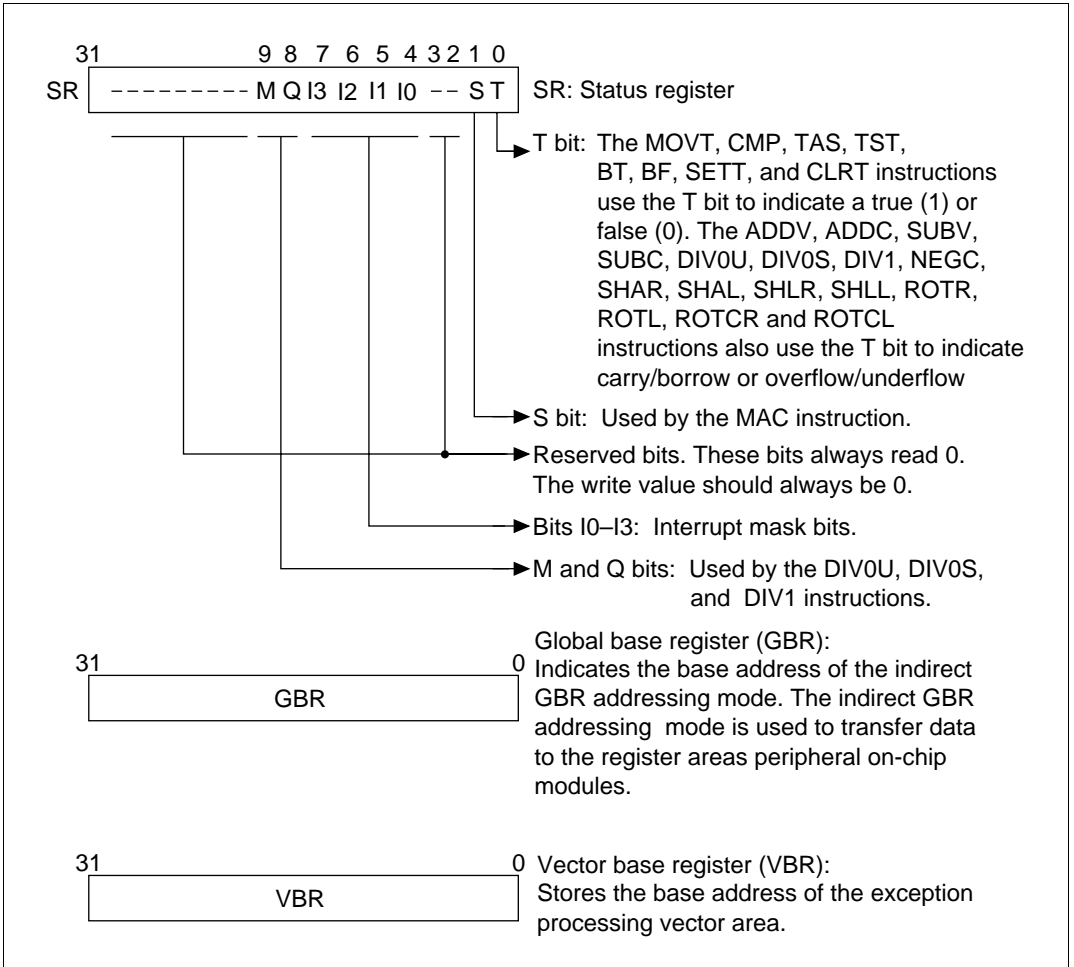 31 9 8 7 6 5 4 3 2 1 0
SR --------- M Q I3 I2 I1 I0 -- S T SR: Status register
T bit: The MOVT, CMP, TAS, TST,
BT, BF, SETT, and CLRT instructions
use the T bit to indicate a true (1) or
false (0). The ADDV, ADDC, SUBV,
SUBC, DIV0U, DIV0S, DIV1, NEGC,
SHAR, SHAL, SHLR, SHLL, ROTR,
ROTL, ROTCR and ROTCL
instructions also use the T bit to indicate
carry/borrow or overflow/underflow
S bit: Used by the MAC instruction.
Reserved bits. These bits always read 0.
The write value should always be 0.
Bits I0–I3: Interrupt mask bits.
M and Q bits: Used by the DIV0U, DIV0S,
and DIV1 instructions.
Global base register (GBR):
31 0 Indicates the base address of the indirect
GBR GBR addressing mode. The indirect GBR
addressing mode is used to transfer data
to the register areas peripheral on-chip
modules.
31 0 Vector base register (VBR):
VBR Stores the base address of the exception
processing vector area.